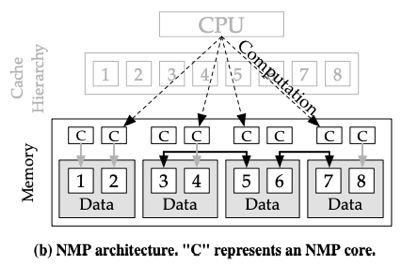 CPU
Cache
Hierarchy
1 2 3 4 5 6 7 8
Computation
Memory
C C C C C C C C
1 2 3 4 5 6 7 8
Data Data Data Data
(b) NMP architecture. "C" represents an NMP core.